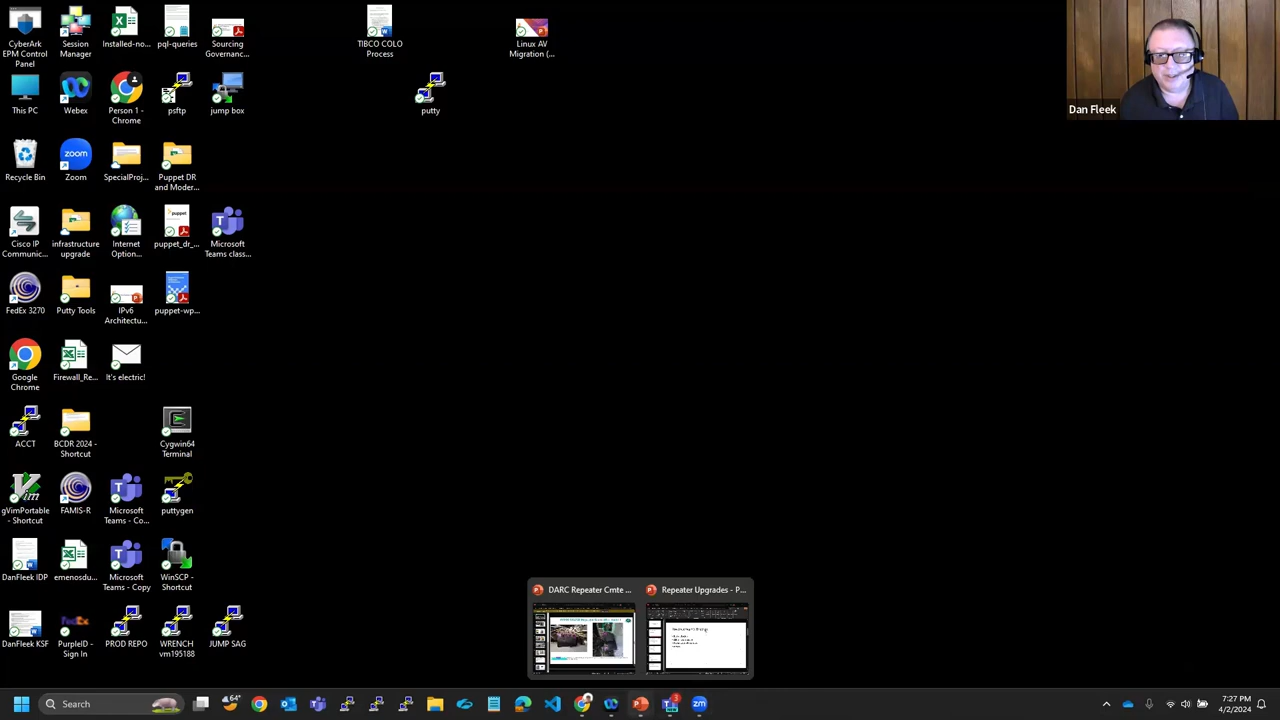 CyberArk
EPM Control
Panel
Session
Manager
Installed-no...
pql-queries
Sourcing
Governanc...
TIBCO COLO
Process
Linux AV
Migration (...
This PC
Webex
Person 1 -
Chrome
psftp
jump box
putty
Dan Fleek
Recycle Bin
zoom
Zoom
SpecialProj...
Puppet DR
and Moder...
Cisco IP
Communic...
infrastructure
upgrade
Internet
Option...
puppet
puppet_dr_...
Microsoft
Teams class...
FedEx 3270
Putty Tools
IPv6
Architectu...
puppet-wp...
Google
Chrome
Firewall_Re...
It's electric!
ACCT
BCDR 2024 -
Shortcut
Cygwin64
Terminal
gVimPortable
- Shortcut
FAMIS-R
Microsoft
Teams - Co...
puttygen
DanFleek IDP
emenosdu...
Microsoft
Teams - Copy
WinSCP -
Shortcut
DanFleek KSF
PurpleID -
Sign In
PROD REPO
WRENCH
vm195188
JUMP SAG
DARC Repeater Cmte ...
Repeater Upgrades - P...
Search
64°
3
7:27 PM
4/2/2024